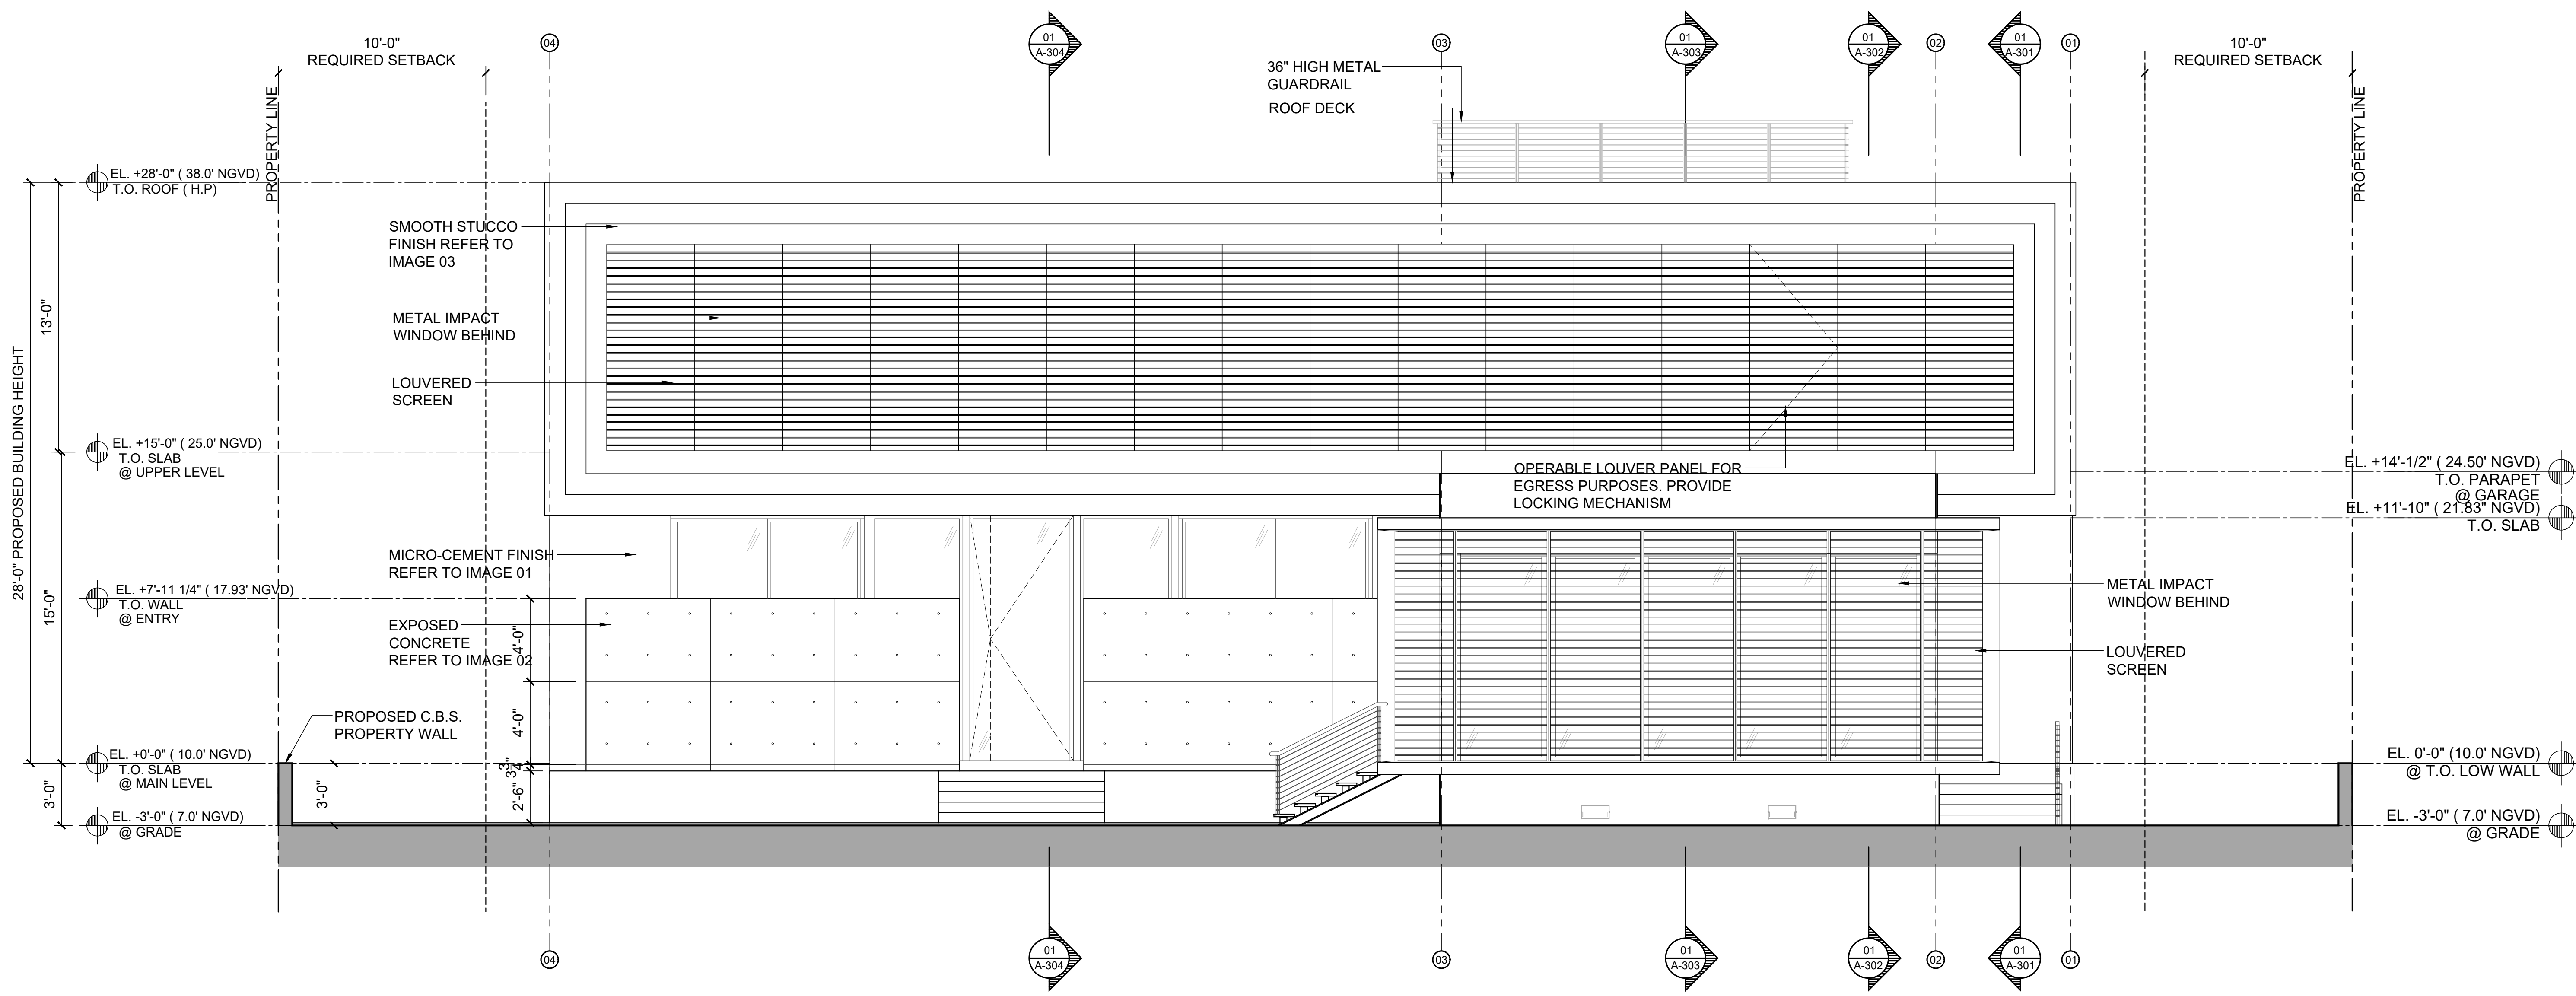 10'-0"
REQUIRED SETBACK
04
01
A-304
03
01
A-303
01
A-302
02
01
A-301
01
10'-0"
REQUIRED SETBACK
PROPERTY LINE
PROPERTY LINE
36" HIGH METAL
GUARDRAIL
ROOF DECK
EL. +28'-0" ( 38.0' NGVD)
T.O. ROOF ( H.P)
SMOOTH STUCCO
FINISH REFER TO
IMAGE 03
METAL IMPACT
WINDOW BEHIND
LOUVERED
SCREEN
13'-0"
28'-0" PROPOSED BUILDING HEIGHT
EL. +15'-0" ( 25.0' NGVD)
T.O. SLAB
@ UPPER LEVEL
OPERABLE LOUVER PANEL FOR
EGRESS PURPOSES. PROVIDE
LOCKING MECHANISM
EL. +14'-1/2" ( 24.50' NGVD)
T.O. PARAPET
@ GARAGE
EL. +11'-10" ( 21.83" NGVD)
T.O. SLAB
MICRO-CEMENT FINISH
REFER TO IMAGE 01
EL. +7'-11 1/4" ( 17.93' NGVD)
T.O. WALL
@ ENTRY
15'-0"
EXPOSED
CONCRETE
REFER TO IMAGE 02
4'-0"
METAL IMPACT
WINDOW BEHIND
LOUVERED
SCREEN
4'-0"
PROPOSED C.B.S.
PROPERTY WALL
EL. +0'-0" ( 10.0' NGVD)
T.O. SLAB
@ MAIN LEVEL
3'-0"
3'-0"
2'-6"
EL. 0'-0" (10.0' NGVD)
@ T.O. LOW WALL
EL. -3'-0" ( 7.0' NGVD)
@ GRADE
EL. -3'-0" ( 7.0' NGVD)
@ GRADE
04
01
A-304
03
01
A-303
01
A-302
02
01
A-301
01